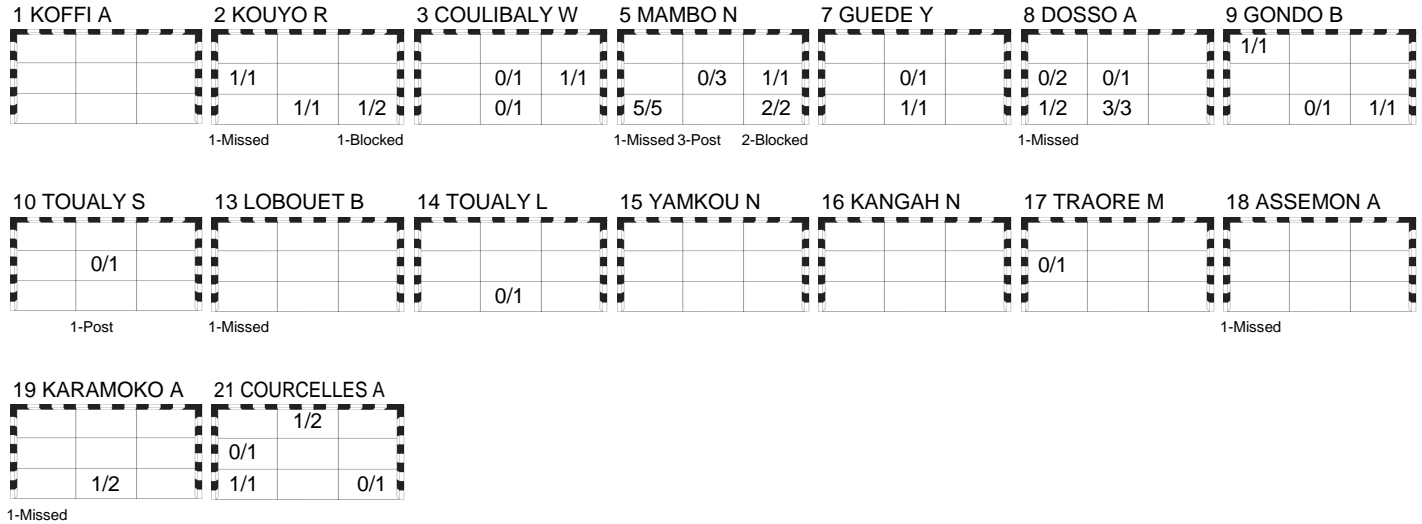 1 KOFFI A 2 KOUYO R 3 COULIBALY W 5 MAMBO N 7 GUEDE Y 8 DOSSO A 9 GONDO B
1/1
1/1 0/1 1/1 0/3 1/1 0/1 0/2 0/1
1/1 1/2 0/1 5/5 2/2 1/1 1/2 3/3 0/1 1/1
1-Missed 1-Blocked 1-Missed 3-Post 2-Blocked 1-Missed
10 TOUALY S 13 LOBOUET B 14 TOUALY L 15 YAMKOU N 16 KANGAH N 17 TRAORE M 18 ASSEMON A
0/1 0/1
0/1
1-Post 1-Missed 1-Missed
19 KARAMOKO A 21 COURCELLES A
1/2
0/1
1/2 1/1 0/1
1-Missed